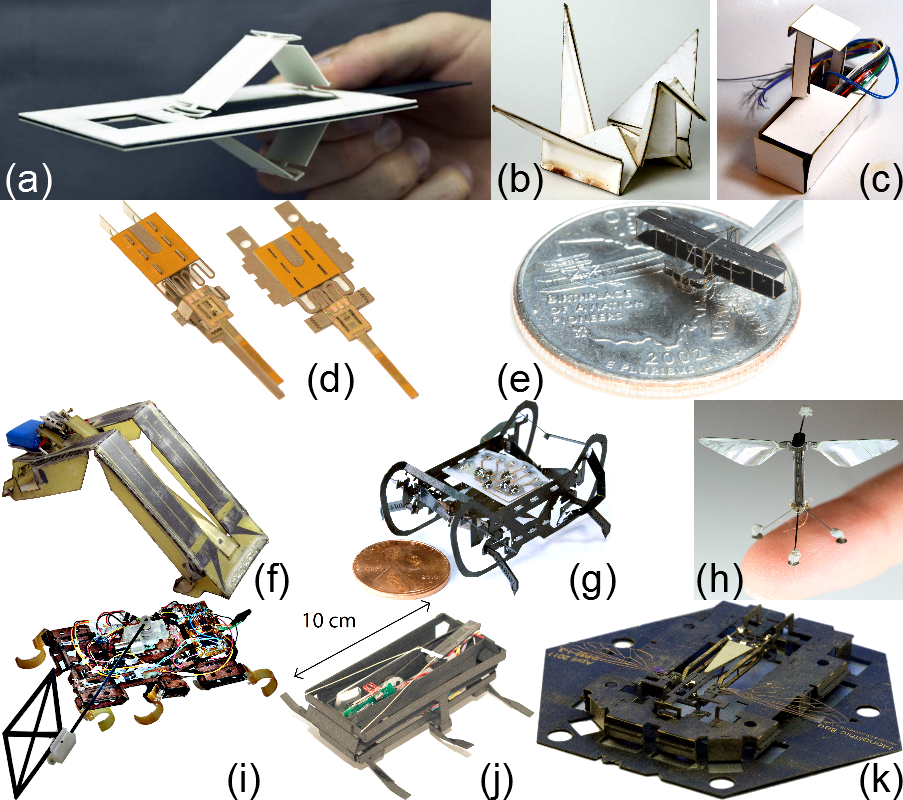 (a)
(b)
(c)
(d)
(e)
BIRTHPLACE
OF AVIATION
PIONEERS
2002
E PLURIBUS UNUM
(f)
(g)
(h)
10 cm
(i)
(j)
(k)